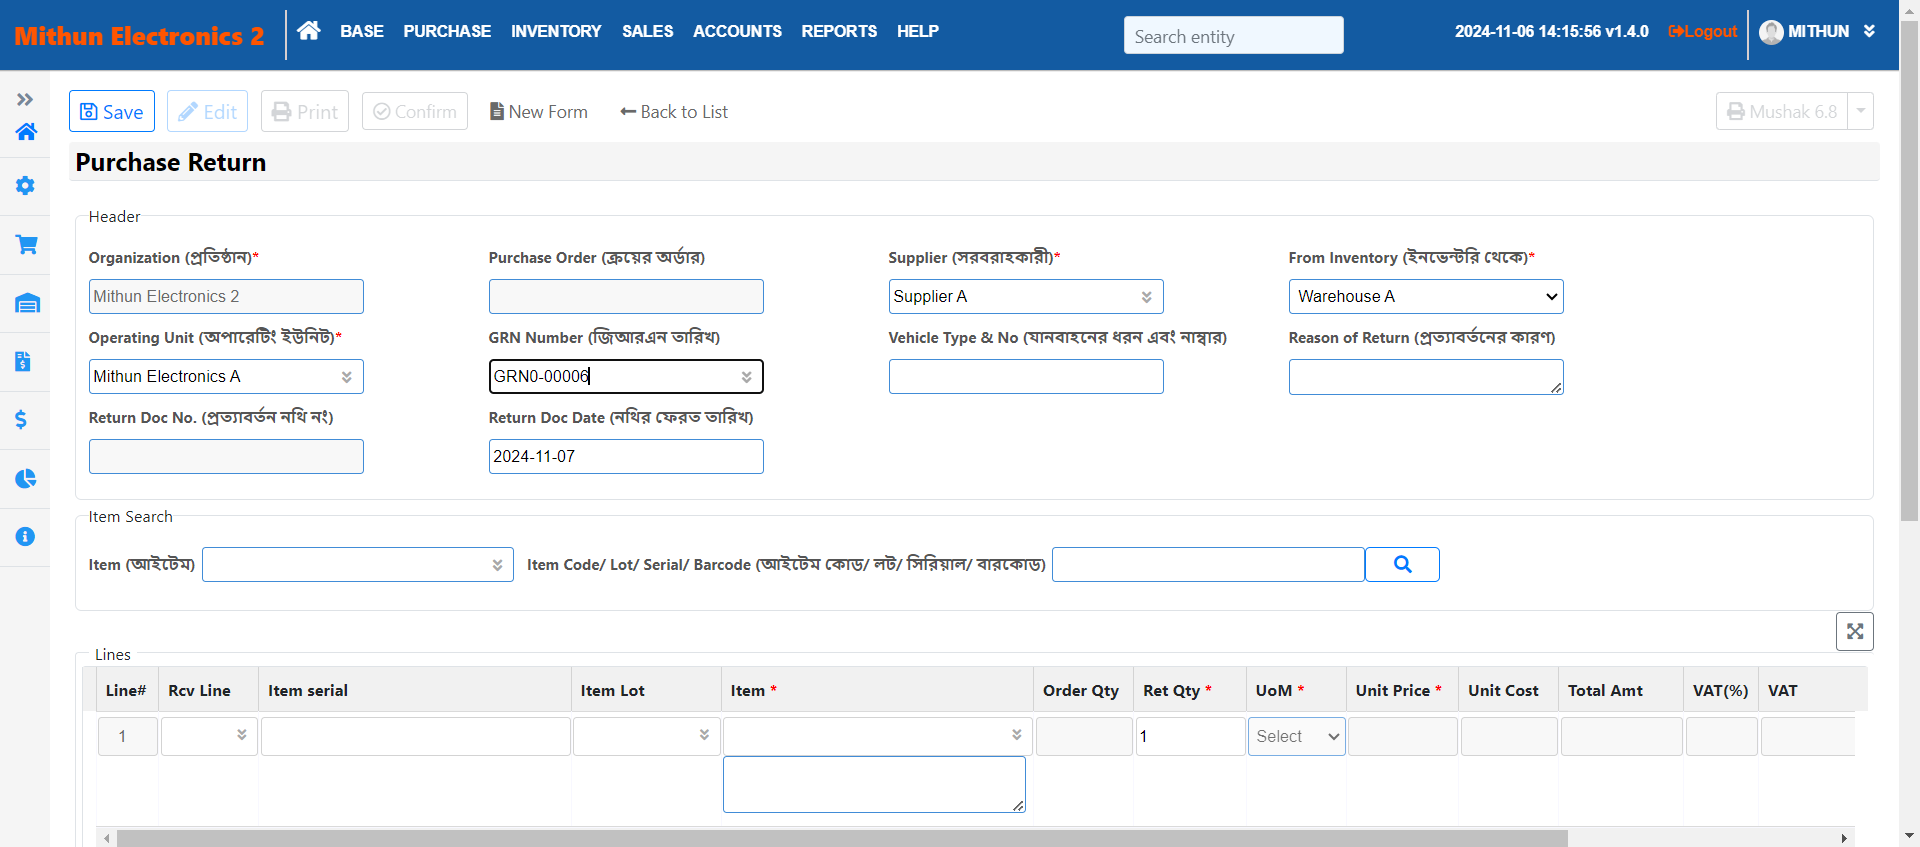 Mithun Electronics 2
BASE PURCHASE INVENTORY SALES ACCOUNTS REPORTS HELP
Search entity
2024-11-06 14:15:56 v1.4.0 Logout MITHUN
Save Edit Print Confirm New Form Back to List Mushak 6.8
Purchase Return
Header
Organization (প্রতিষ্ঠান)* Purchase Order (ক্রয়ের অর্ডার) Supplier (সরবরাহকারী)* From Inventory (ইনভেন্টরি থেকে)*
Mithun Electronics 2 Supplier A Warehouse A
Operating Unit (অপারেটিং ইউনিট)* GRN Number (জিআরএন তারিখ) Vehicle Type & No (যানবাহনের ধরন এবং নাম্বার) Reason of Return (প্রত্যাবর্তনের কারণ)
Mithun Electronics A GRN0-00006
Return Doc No. (প্রত্যাবর্তন নথি নং) Return Doc Date (নথির ফেরত তারিখ)
2024-11-07
Item Search
Item (আইটেম) Item Code/ Lot/ Serial/ Barcode (আইটেম কোড/ লট/ সিরিয়াল/ বারকোড)
Lines
Line# Rcv Line Item serial Item Lot Item * Order Qty Ret Qty * UoM * Unit Price * Unit Cost Total Amt VAT(%) VAT
1 1 Select